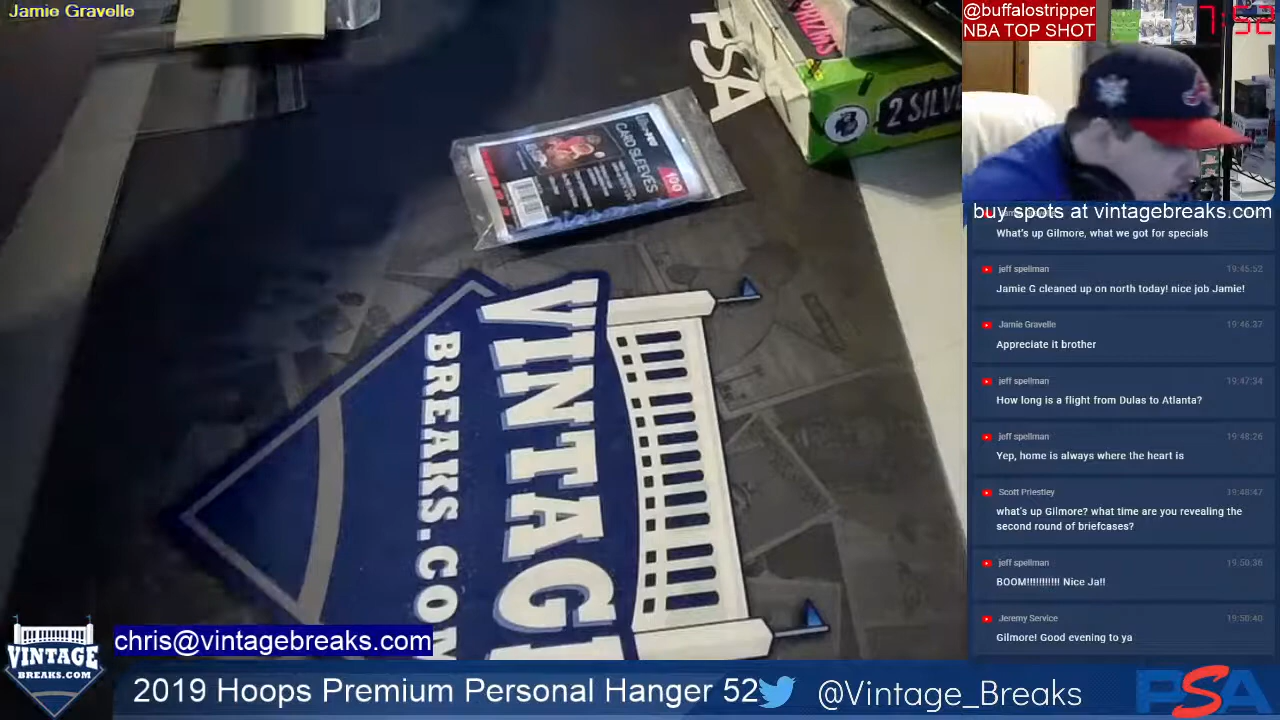 Jamie Gravelle
PSA
PRIZMS
2 SILV
CARD SLEEVES
100
VINTAGE
BREAKS.COM
@buffalostripper
NBA TOP SHOT
7:52
buy spots at vintagebreaks.com
What's up Gilmore, what we got for specials
jeff spellman 19:45:52
Jamie G cleaned up on north today! nice job Jamie!
Jamie Gravelle 19:46:37
Appreciate it brother
jeff spellman 19:47:34
How long is a flight from Dulas to Atlanta?
jeff spellman 19:48:26
Yep, home is always where the heart is
Scott Priestley 19:48:47
what's up Gilmore? what time are you revealing the
second round of briefcases?
jeff spellman 19:50:36
BOOM!!!!!!!!!!! Nice Ja!!
Jeremy Service 19:50:40
Gilmore! Good evening to ya
VINTAGE
BREAKS.COM
chris@vintagebreaks.com
2019 Hoops Premium Personal Hanger 52
@Vintage_Breaks
PSA